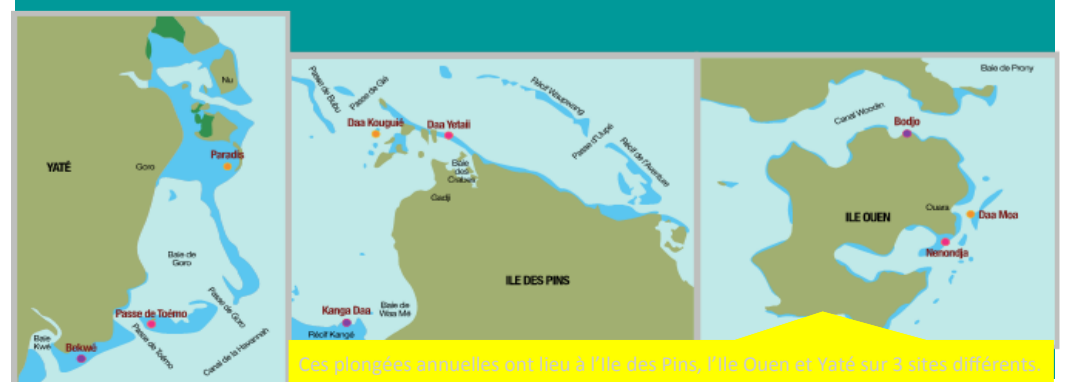 Nu
Paradis
YATÉ
Goro
Baie de
Goro
Passe de Goro
Passe de Toémo
Passe de Toémo
Canal de la Havannah
Baie
Kwé
Bekwé
Passe de Bubu
Passe de Gié
Daa Kouguié
Daa Yetaii
Récif Waupwang
Passe d'Uupé
Récif de l'Aventure
Baie
des
Crabes
Gadji
ILE DES PINS
Kanga Daa
Baie de
Waa Mé
Récif Kangé
Baie de Prony
Canal Woodin
Bodjo
Ouara
Daa Moa
ILE OUEN
Nenondja
Ces plongées annuelles ont lieu à l'Ile des Pins, l'Ile Ouen et Yaté sur 3 sites différents.